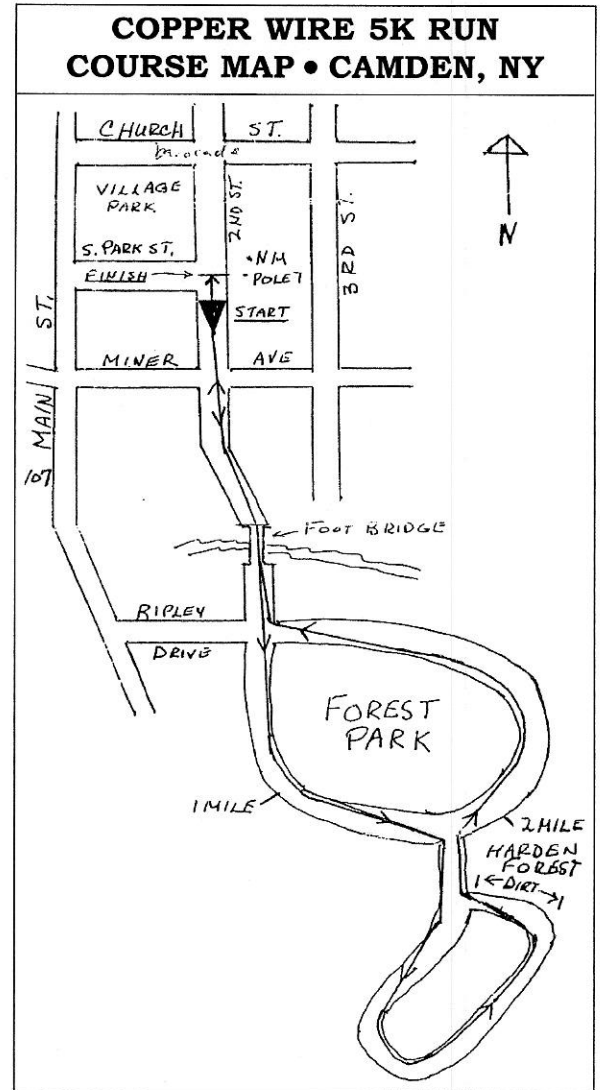 COPPER WIRE 5K RUN
COURSE MAP • CAMDEN, NY
CHURCH ST.
VILLAGE
PARK
2ND ST.
3RD ST.
N
S. PARK ST.
FINISH
• NM
- POLE 7
START
ST.
MAIN
MINER AVE
FOOT BRIDGE
RIPLEY
DRIVE
FOREST
PARK
1 MILE
2 MILE
HARDEN
FOREST
DIRT